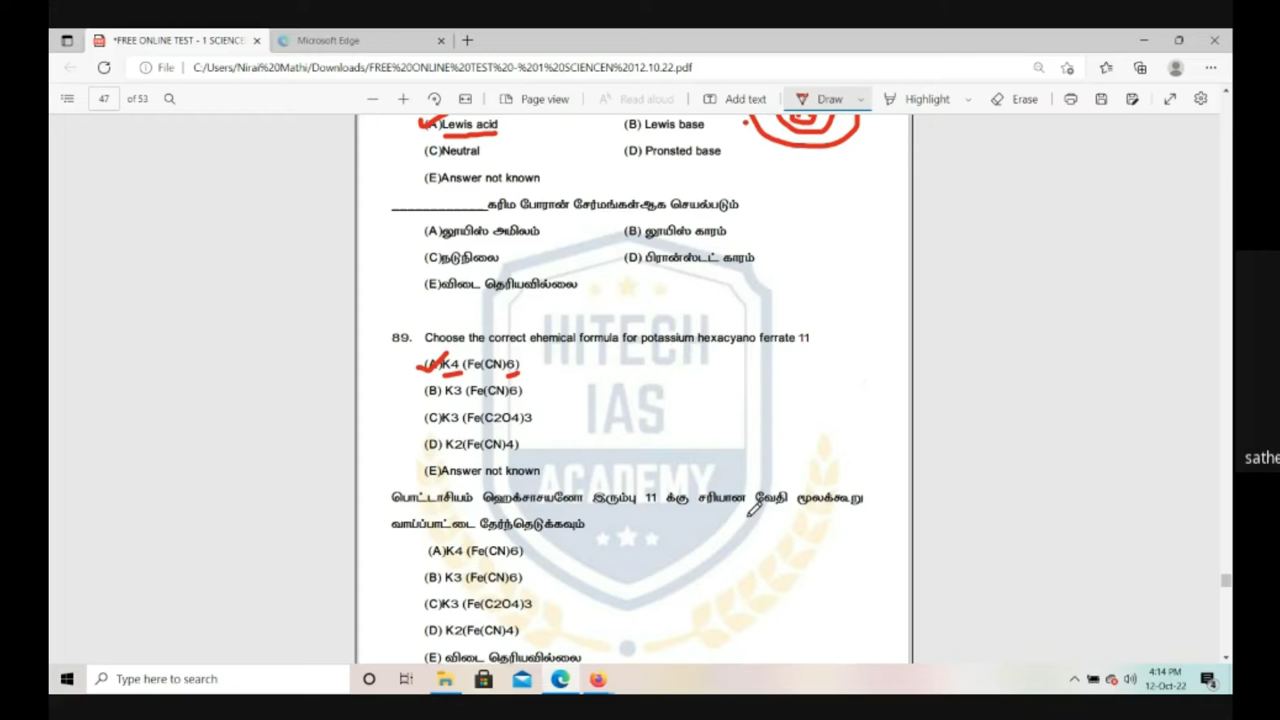 *FREE ONLINE TEST - 1 SCIENCE
Microsoft Edge
File
C:/Users/Nirai%20Mathi/Downloads/FREE%20ONLINE%20TEST%20-%201%20SCIENCEN%2012.10.22.pdf
47 of 53
Page view
Read aloud
Add text
Draw
Highlight
Erase
(A)Lewis acid (B) Lewis base
(C)Neutral (D) Pronsted base
(E)Answer not known
_____________கரிம போரான் சேர்மங்கள்ஆக செயல்படும்
(A)லூயிஸ் அமிலம் (B) லூயிஸ் காரம்
(C)நடுநிலை (D) பிரான்ஸ்டட் காரம்
(E)விடை தெரியவில்லை
89. Choose the correct ehemical formula for potassium hexacyano ferrate 11
(A)K4 (Fe(CN)6)
(B) K3 (Fe(CN)6)
(C)K3 (Fe(C2O4)3
(D) K2(Fe(CN)4)
(E)Answer not known
பொட்டாசியம் ஹெக்சாசயனோ இரும்பு 11 க்கு சரியான வேதி மூலக்கூறு
வாய்ப்பாட்டை தேர்ந்தெடுக்கவும்
(A)K4 (Fe(CN)6)
(B) K3 (Fe(CN)6)
(C)K3 (Fe(C2O4)3
(D) K2(Fe(CN)4)
(E) விடை தெரியவில்லை
HITECH
IAS
ACADEMY
sathe
Type here to search
4:14 PM
12-Oct-22
4